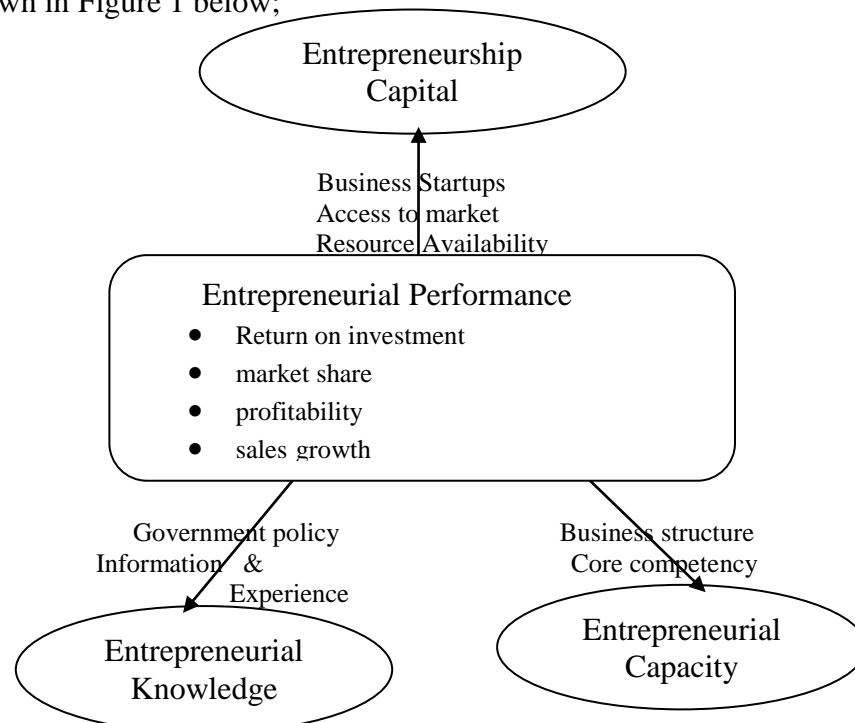 wn in Figure 1 below;
Entrepreneurship
Capital
Business Startups
Access to market
Resource Availability
Entrepreneurial Performance
• Return on investment
• market share
• profitability
• sales growth
Government policy
Information &
Experience
Business structure
Core competency
Entrepreneurial
Knowledge
Entrepreneurial
Capacity